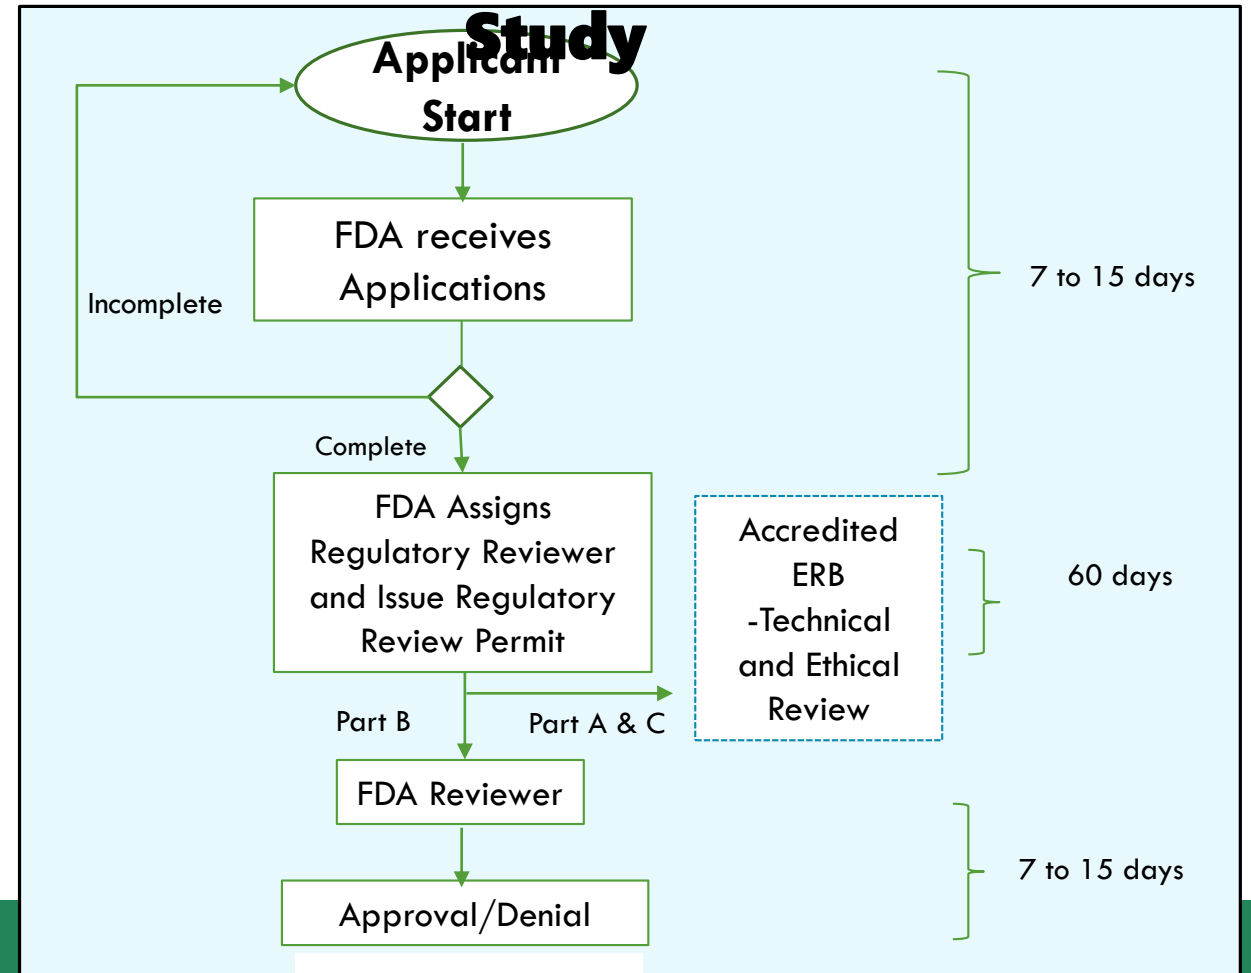 Study
Applicant
Start
FDA receives
Applications
7 to 15 days
Incomplete
Complete
FDA Assigns
Regulatory Reviewer
and Issue Regulatory
Review Permit
Accredited
ERB
-Technical
and Ethical
Review
60 days
Part B
Part A & C
FDA Reviewer
7 to 15 days
Approval/Denial